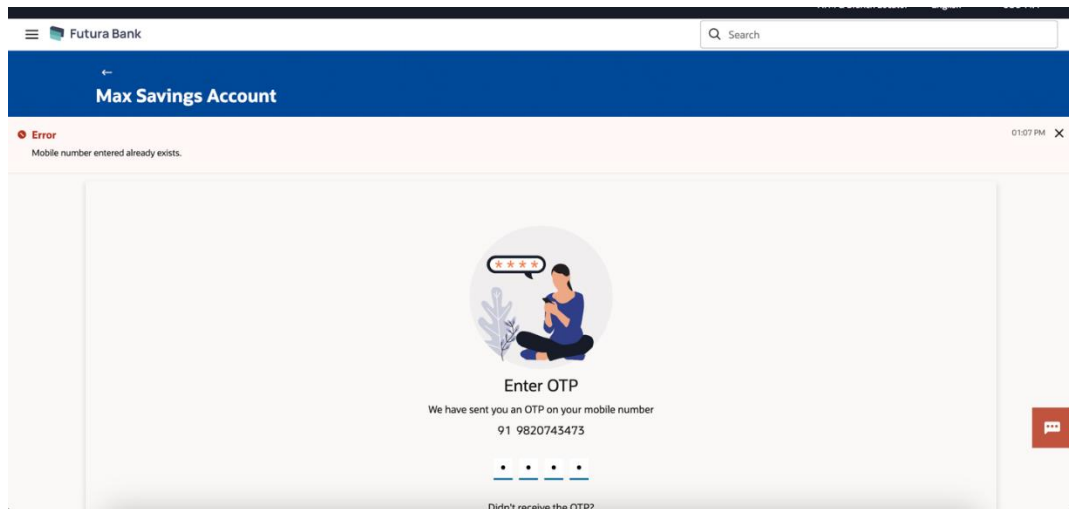 English
Futura Bank
Search
←
Max Savings Account
Error
01:07 PM
Mobile number entered already exists.
****
Enter OTP
We have sent you an OTP on your mobile number
91 9820743473
Didn't receive the OTP?